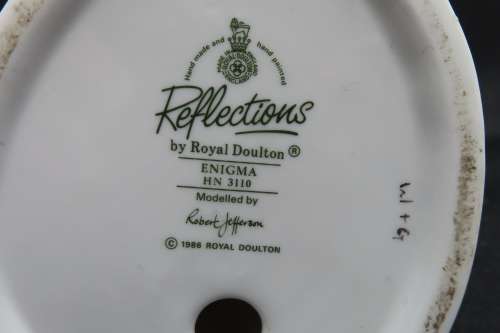 Hand made and hand painted
Reflections
by Royal Doulton ®
ENIGMA
HN 3110
Modelled by
Robert Jefferson
© 1986 ROYAL DOULTON